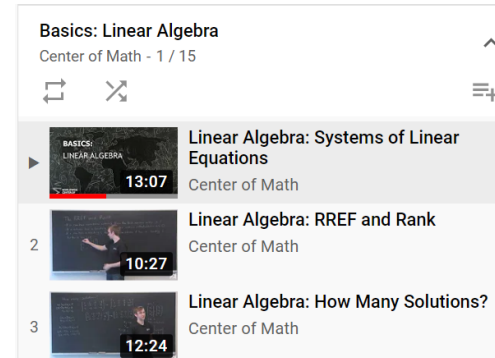 Basics: Linear Algebra
Center of Math - 1 / 15
BASICS:
LINEAR ALGEBRA
13:07
Linear Algebra: Systems of Linear
Equations
Center of Math
2
10:27
Linear Algebra: RREF and Rank
Center of Math
3
12:24
Linear Algebra: How Many Solutions?
Center of Math